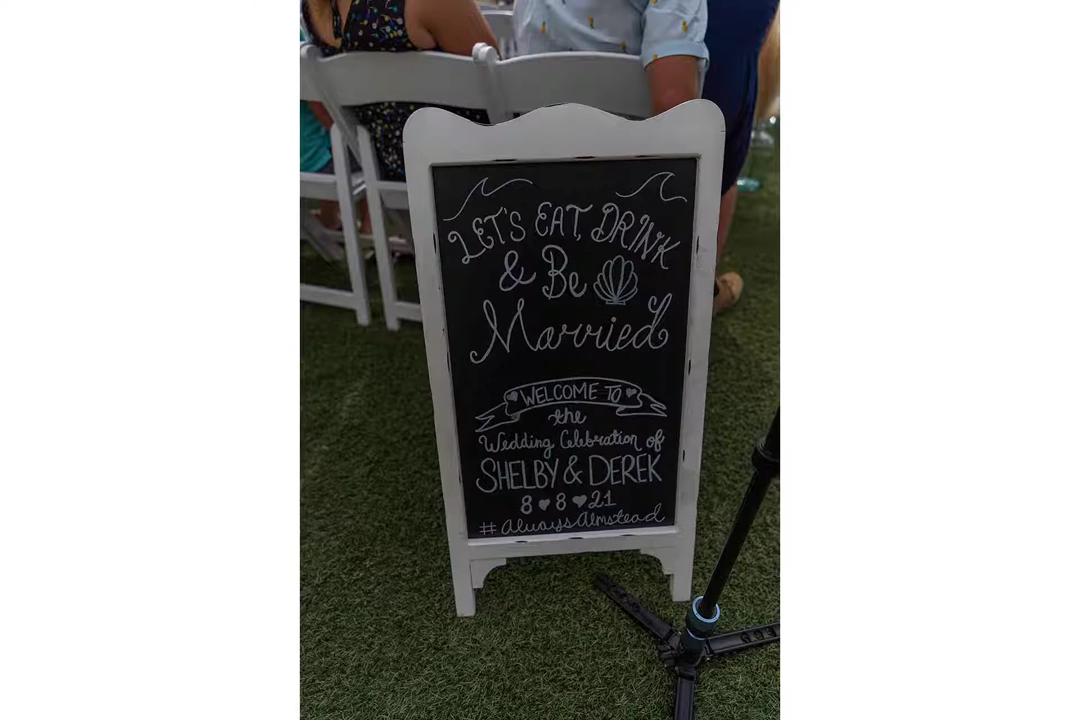 LET'S EAT, DRINK
& Be
Married
WELCOME TO
the
Wedding Celebration of
SHELBY & DEREK
8 ♥ 8 ♥ 21
#AlwaysAlmstead